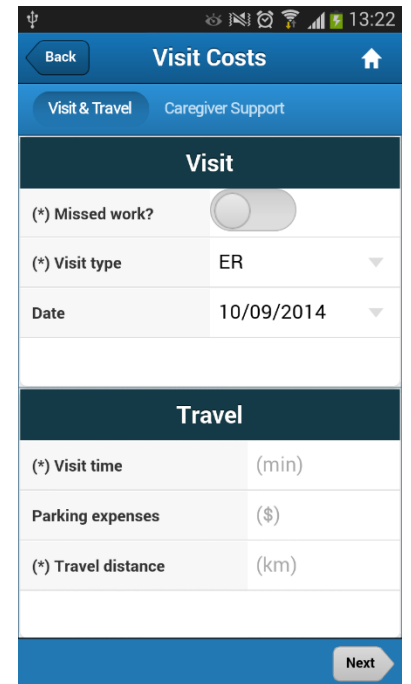 13:22
Back Visit Costs
Visit & Travel Caregiver Support
Visit
(*) Missed work?
(*) Visit type ER
Date 10/09/2014
Travel
(*) Visit time (min)
Parking expenses ($)
(*) Travel distance (km)
Next